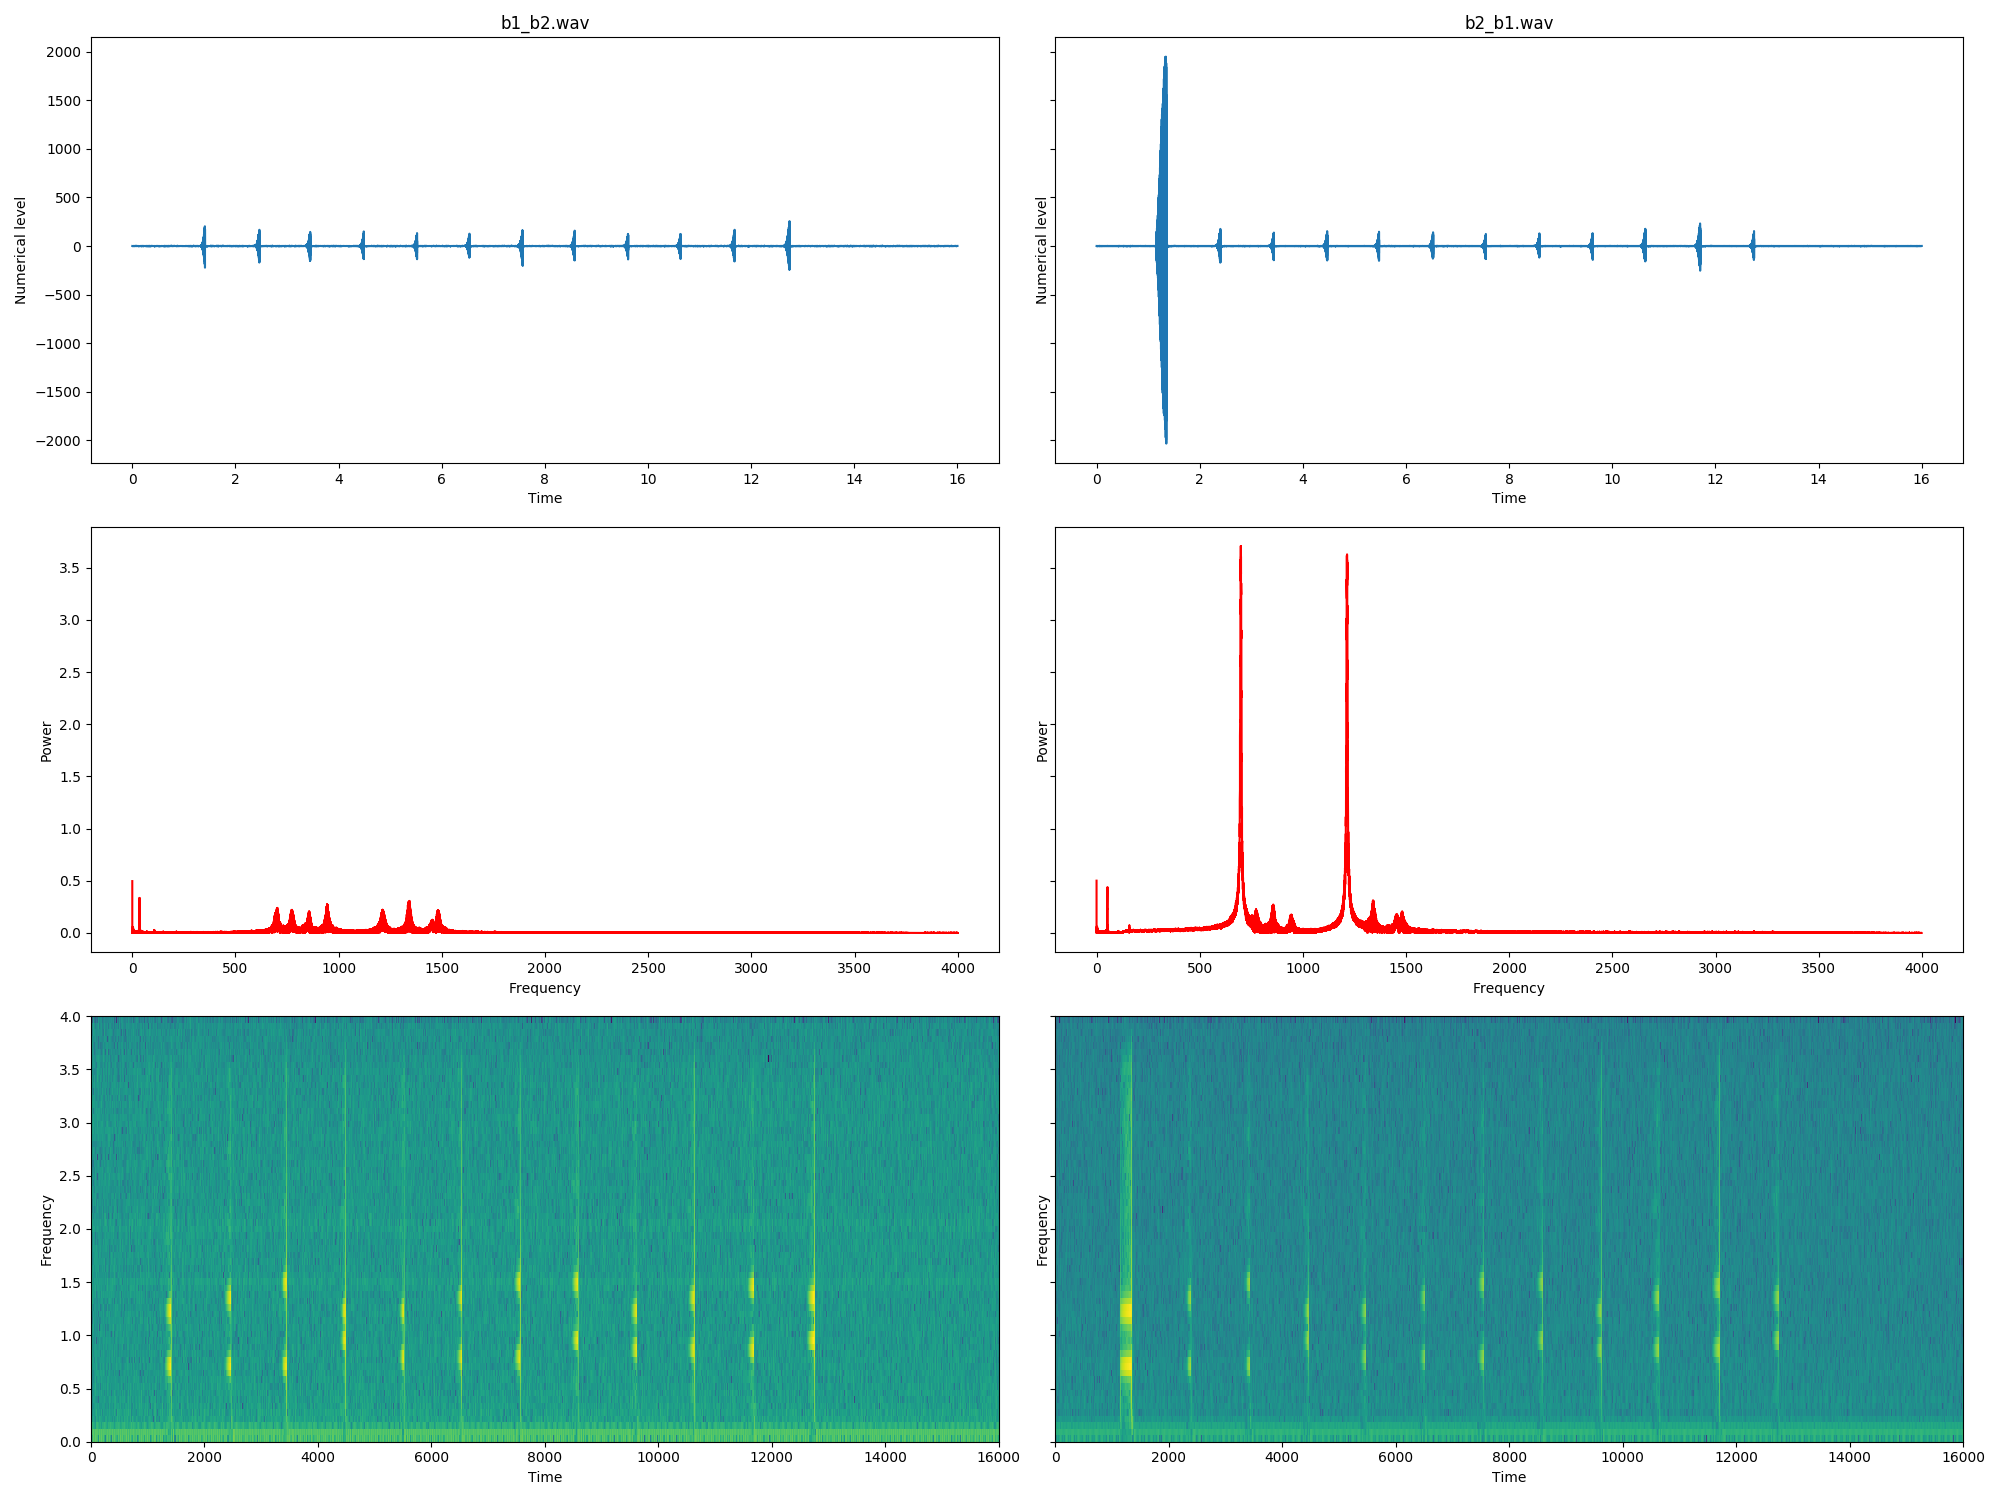 b1_b2.wav
b2_b1.wav
2000
1500
1000
500
0
−500
−1000
−1500
−2000
Numerical level
Numerical level
0 2 4 6 8 10 12 14 16
0 2 4 6 8 10 12 14 16
Time
Time
3.5
3.0
2.5
2.0
1.5
1.0
0.5
0.0
Power
Power
0 500 1000 1500 2000 2500 3000 3500 4000
0 500 1000 1500 2000 2500 3000 3500 4000
Frequency
Frequency
4.0
3.5
3.0
2.5
2.0
1.5
1.0
0.5
0.0
Frequency
Frequency
0 2000 4000 6000 8000 10000 12000 14000 16000
0 2000 4000 6000 8000 10000 12000 14000 16000
Time
Time